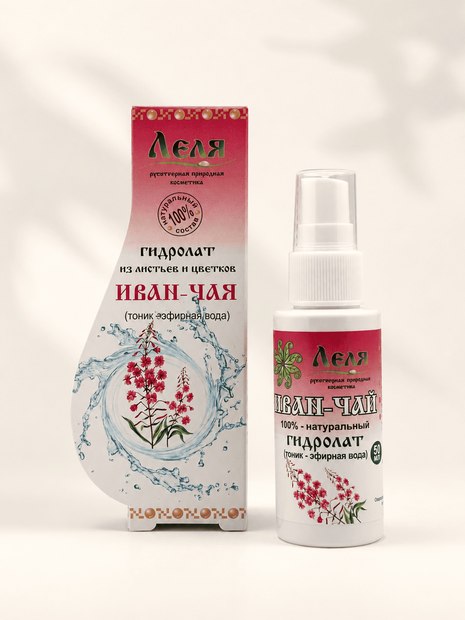 Леля
рукотворная природная
косметика
натуральный
100%
состав
ГИДРОЛАТ
ИЗ ЛИСТЬЕВ И ЦВЕТКОВ
ИВАН-ЧАЯ
(тоник -эфирная вода)
Леля
рукотворная природная
косметика
ИВАН-ЧАЙ
100% - натуральный
ГИДРОЛАТ
(тоник - эфирная вода)
50